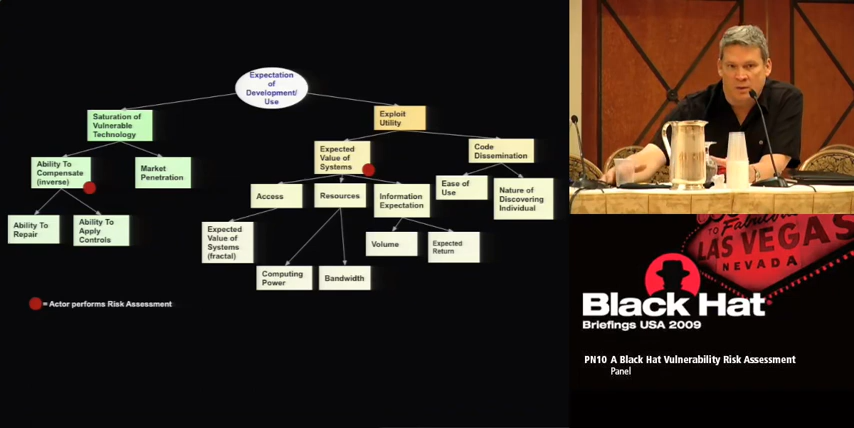 Expectation
of
Development/
Use
Saturation of
Vulnerable
Technology
Exploit
Utility
Ability To
Compensate
(inverse)
Market
Penetration
Expected
Value of
Systems
Code
Dissemination
Access
Resources
Information
Expectation
Ease of
Use
Nature of
Discovering
Individual
Ability To
Repair
Ability To
Apply
Controls
Expected
Value of
Systems
(fractal)
Volume
Expected
Return
Computing
Power
Bandwidth
= Actor performs Risk Assessment
TO Fabulous
LAS VEGAS
NEVADA
Black Hat
Briefings USA 2009
PN10 A Black Hat Vulnerability Risk Assessment
Panel